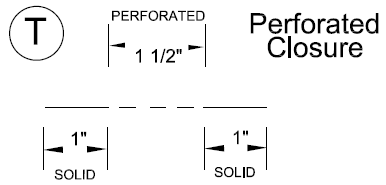 T
PERFORATED
1 1/2"
Perforated
Closure
1" 1"
SOLID SOLID